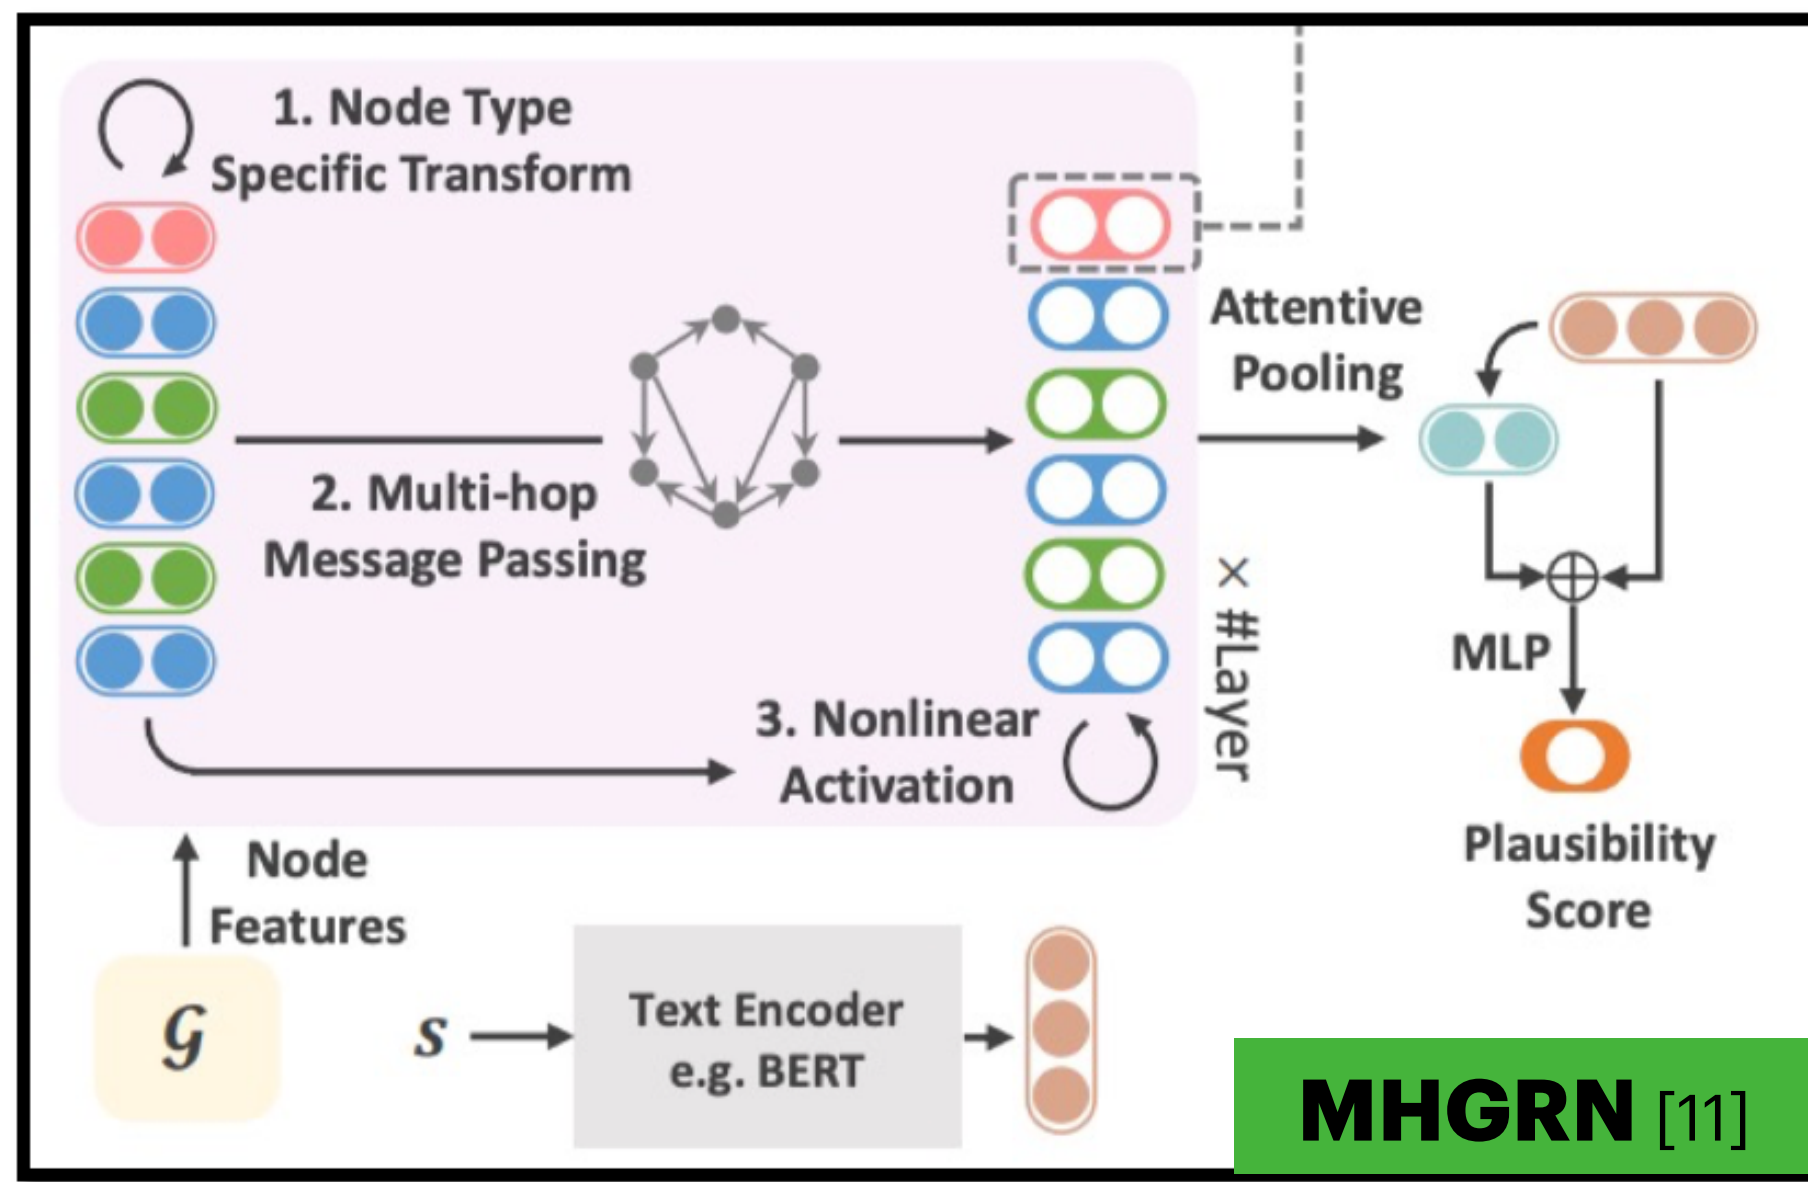 1. Node Type
Specific Transform
2. Multi-hop
Message Passing
3. Nonlinear
Activation
× #Layer
Attentive
Pooling
MLP
Plausibility
Score
Node
Features
𝒢
s
Text Encoder
e.g. BERT
MHGRN [11]